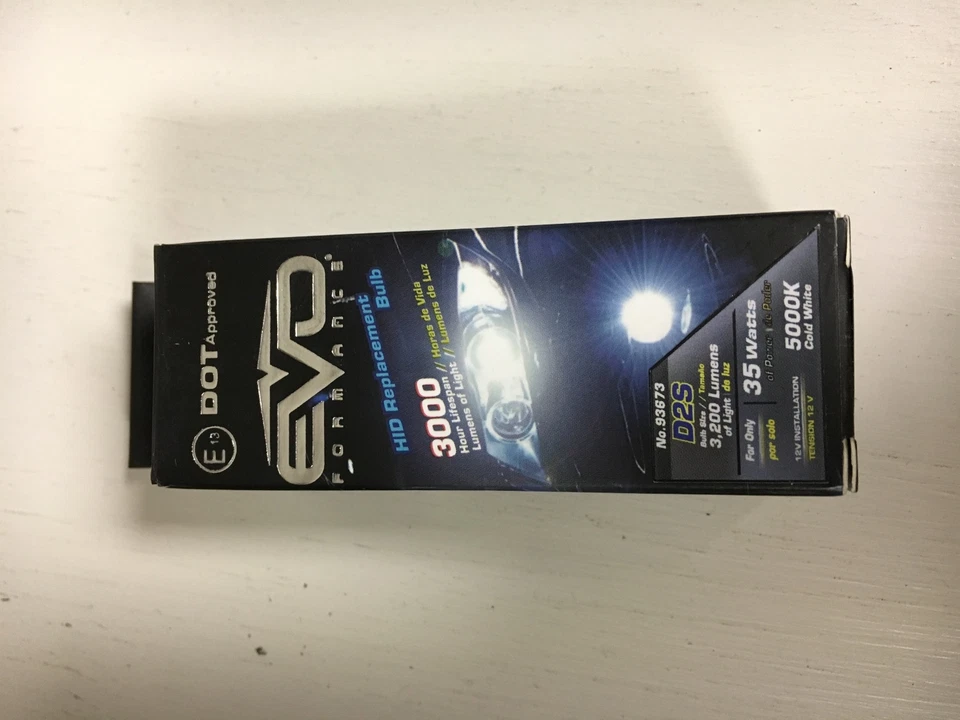 E 13
DOT Approved
EVO
FORMANCE®
HID Replacement
Bulb
3000
Hour Lifespan // Horas de Vida
Lumens of Light // Lumens de Luz
No.93673
D2S
Bulb Size // Tamaño
3,200 Lumens
of Light de luz
For Only
por solo
35 Watts
of Power de Poder
12V INSTALLATION
TENSION 12 V
5000K
Cold White